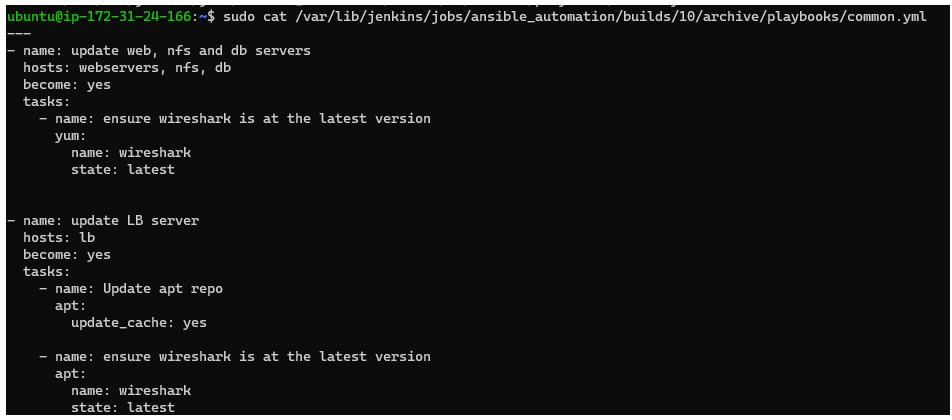 ubuntu@ip-172-31-24-166:~$ sudo cat /var/lib/jenkins/jobs/ansible_automation/builds/10/archive/playbooks/common.yml
---
- name: update web, nfs and db servers
  hosts: webservers, nfs, db
  become: yes
  tasks:
    - name: ensure wireshark is at the latest version
      yum:
        name: wireshark
        state: latest


- name: update LB server
  hosts: lb
  become: yes
  tasks:
    - name: Update apt repo
      apt:
        update_cache: yes

    - name: ensure wireshark is at the latest version
      apt:
        name: wireshark
        state: latest